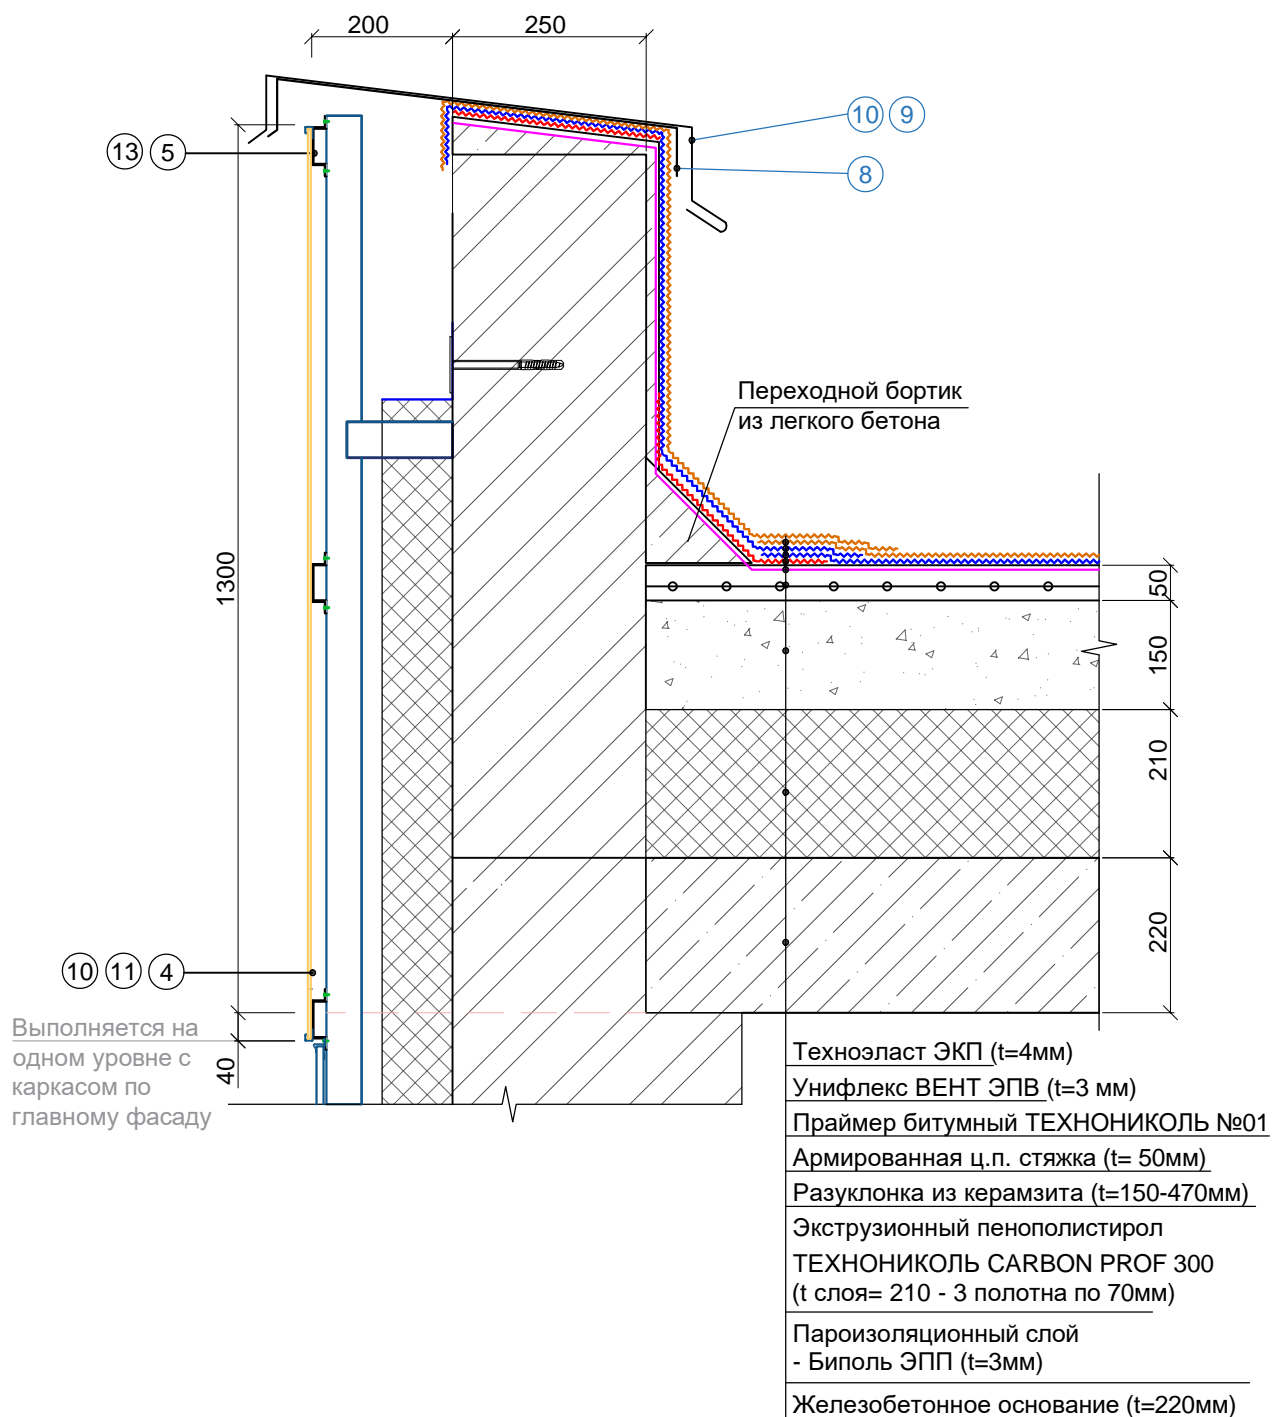 200
250
10 9
13 5
8
Переходной бортик
из легкого бетона
1300
50
150
210
220
10 11 4
Выполняется на
одном уровне с
каркасом по
главному фасаду
40
Техноэласт ЭКП (t=4мм)
Унифлекс ВЕНТ ЭПВ (t=3 мм)
Праймер битумный ТЕХНОНИКОЛЬ №01
Армированная ц.п. стяжка (t= 50мм)
Разуклонка из керамзита (t=150-470мм)
Экструзионный пенополистирол
ТЕХНОНИКОЛЬ CARBON PROF 300
(t слоя= 210 - 3 полотна по 70мм)
Пароизоляционный слой
- Биполь ЭПП (t=3мм)
Железобетонное основание (t=220мм)